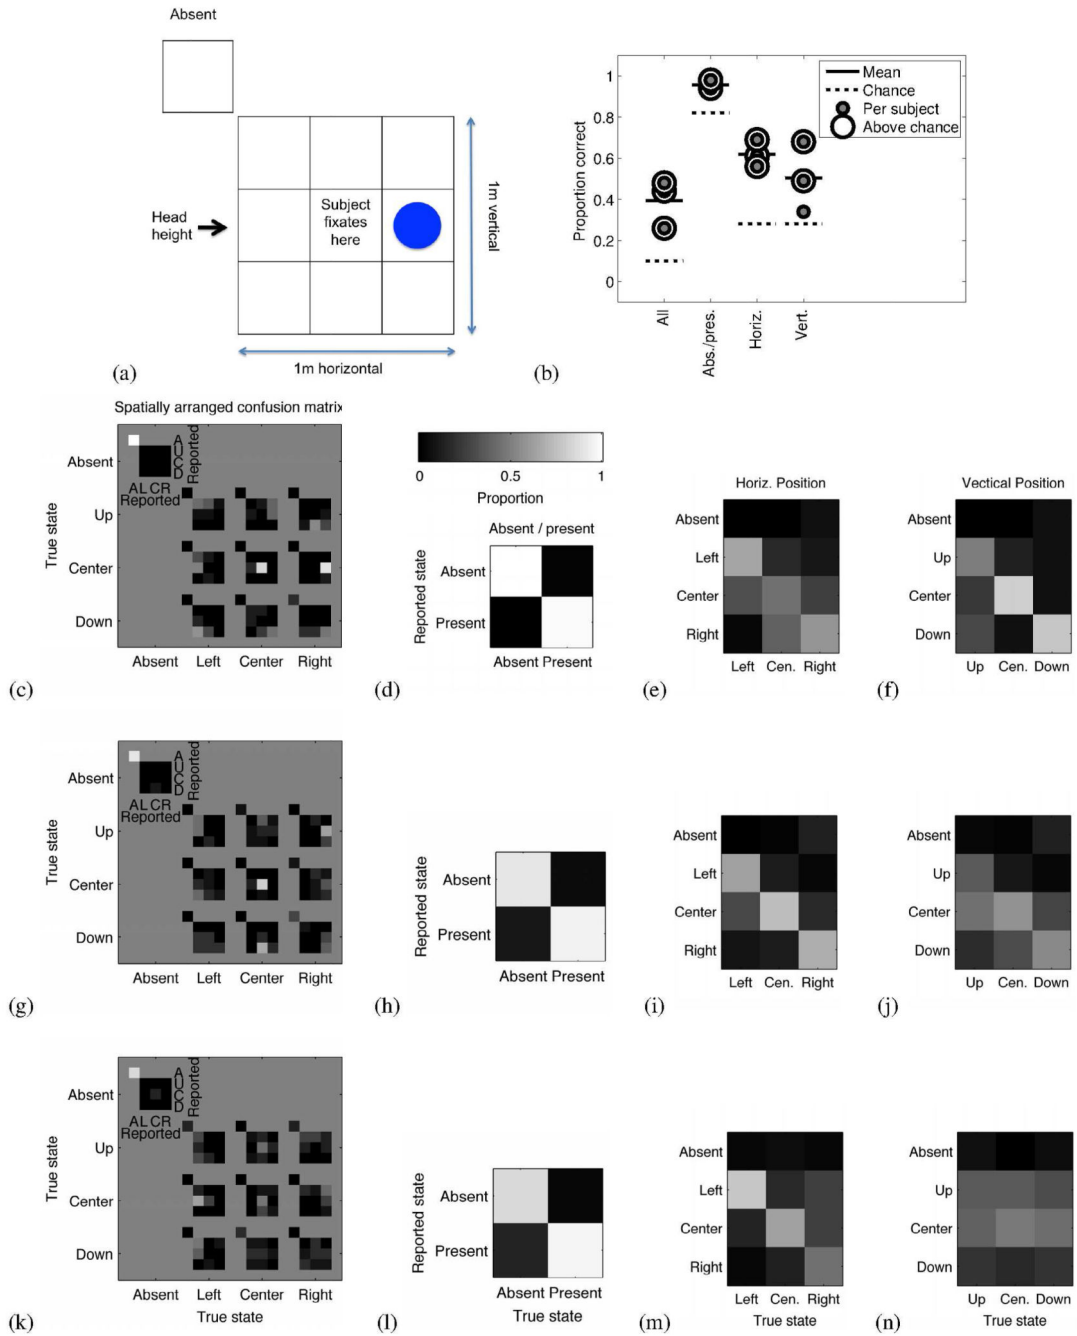 Absent
Head
height
Subject
fixates
here
1m vertical
1m horizontal
(a)
Proportion correct
1
0.8
0.6
0.4
0.2
0
Mean
Chance
Per subject
Above chance
All
Abs./pres.
Horiz.
Vert.
(b)
Spatially arranged confusion matrix
True state
Absent
Up
Center
Down
A
U
C
D
Reported
AL CR
Reported
Absent Left Center Right
(c)
0 0.5 1
Proportion
Absent / present
Reported state
Absent
Present
Absent Present
(d)
Horiz. Position
Absent
Left
Center
Right
Left Cen. Right
(e)
Vectical Position
Absent
Up
Center
Down
Up Cen. Down
(f)
True state
Absent
Up
Center
Down
A
U
C
D
Reported
AL CR
Reported
Absent Left Center Right
(g)
Reported state
Absent
Present
Absent Present
(h)
Absent
Left
Center
Right
Left Cen. Right
(i)
Absent
Up
Center
Down
Up Cen. Down
(j)
True state
Absent
Up
Center
Down
A
U
C
D
Reported
AL CR
Reported
Absent Left Center Right
True state
(k)
Reported state
Absent
Present
Absent Present
True state
(l)
Absent
Left
Center
Right
Left Cen. Right
True state
(m)
Absent
Up
Center
Down
Up Cen. Down
True state
(n)